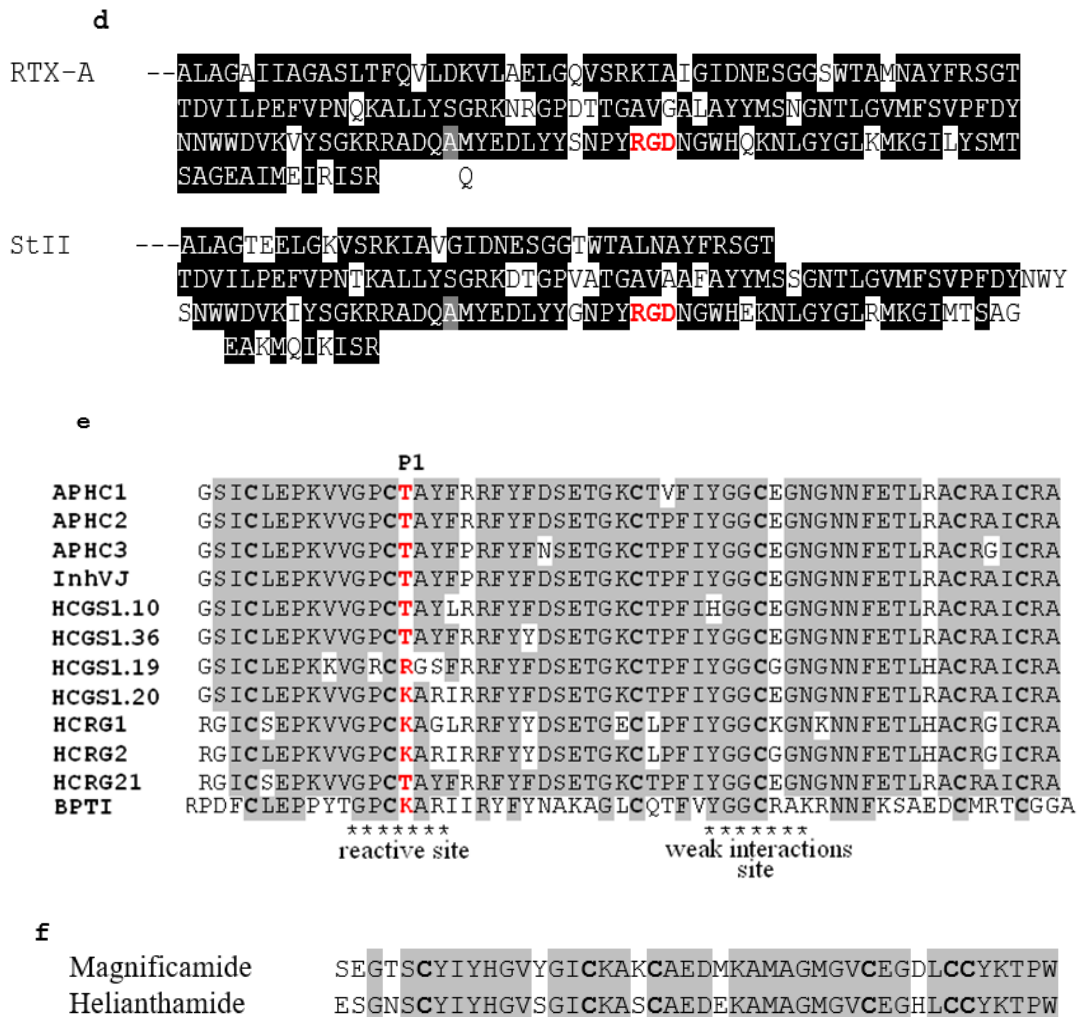 d
RTX-A --ALAGAIIAGASLTFQVLDKVLAELGQVSRKIAIGIDNESGGSWTAMNAYFRSGT
TDVILPEFVPNQKALLYSGRKNRGPDTTGAVGALAYYMSNGNTLGVMFSVPFDY
NNWWDVKVYSGKRRADQAMYEDLYYSNPYRGDNGWHQKNLGYGLKMKGILYSMT
SAGEAIMEIRISR Q
StII ---ALAGTEELGKVSRKIAVGIDNESGGTWTALNAYFRSGT
TDVILPEFVPNTKALLYSGRKDTGPVATGAVAAFAYYMSSGNTLGVMFSVPFDYNWY
SNWWDVKIYSGKRRADQAMYEDLYYGNPYRGDNGWHEKNLGYGLRMKGIMTSAG
EAKMQIKISR
e
P1
APHC1 GSICLEPKVVGPCTAYFRRFYFDSETGKCTVFIYGGCEGNGNNFETLRACRAICRA
APHC2 GSICLEPKVVGPCTAYFRRFYFDSETGKCTPFIYGGCEGNGNNFETLRACRAICRA
APHC3 GSICLEPKVVGPCTAYFPRFYFNSETGKCTPFIYGGCEGNGNNFETLRACRGICRA
InhVJ GSICLEPKVVGPCTAYFPRFYFDSETGKCTPFIYGGCEGNGNNFETLRACRAICRA
HCGS1.10 GSICLEPKVVGPCTAYLRRFYFDSETGKCTPFIHGGCEGNGNNFETLRACRAICRA
HCGS1.36 GSICLEPKVVGPCTAYFRRFYYDSETGKCTPFIYGGCEGNGNNFETLRACRAICRA
HCGS1.19 GSICLEPKKVGRCRGSFRRFYFDSETGKCTPFIYGGCGGNGNNFETLHACRAICRA
HCGS1.20 GSICLEPKVVGPCKARIRRFYFDSETGKCTPFIYGGCEGNGNNFETLRACRAICRA
HCRG1 RGICSEPKVVGPCKAGLRRFYYDSETGECLPFIYGGCKGNKNNFETLHACRGICRA
HCRG2 RGICLEPKVVGPCKARIRRFYYDSETGKCLPFIYGGCGGNGNNFETLHACRGICRA
HCRG21 RGICSEPKVVGPCTAYFRRFYFDSETGKCTPFIYGGCEGNGNNFETLRACRAICRA
BPTI RPDFCLEPPYTGPCKARIIRYFYNAKAGLCQTFVYGGCRAKRNNFKSAEDCMRTCGGA
******* *******
reactive site weak interactions
site
f
Magnificamide SEGTSCYIYHGVYGICKAKCAEDMKAMAGMGVCEGDLCCYKTPW
Helianthamide ESGNSCYIYHGVSGICKASCAEDEKAMAGMGVCEGHLCCYKTPW